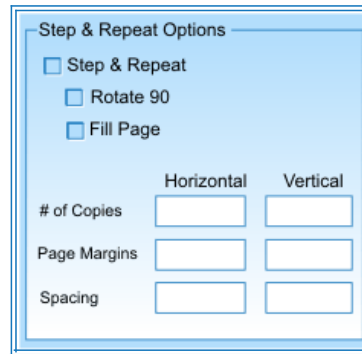 Step & Repeat Options
Step & Repeat
Rotate 90
Fill Page
Horizontal Vertical
# of Copies
Page Margins
Spacing